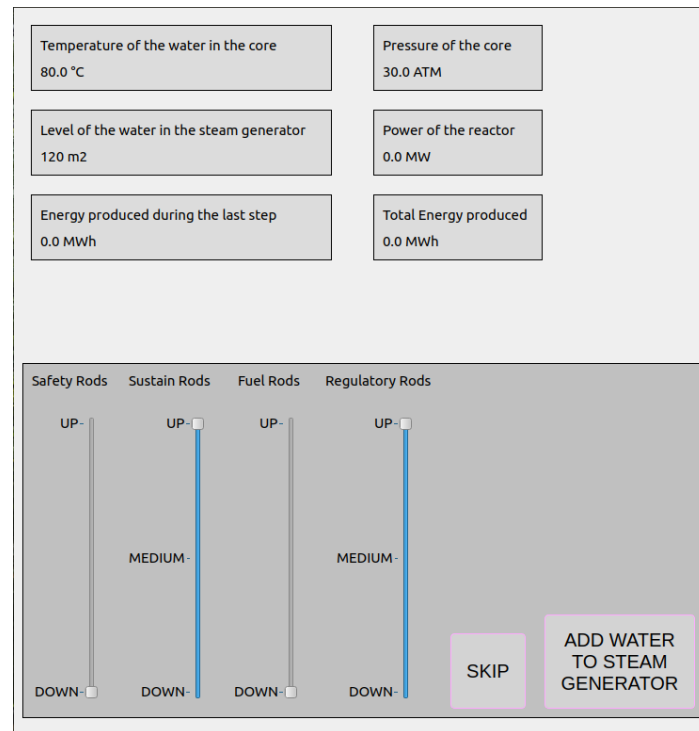 Temperature of the water in the core
80.0 °C
Pressure of the core
30.0 ATM
Level of the water in the steam generator
120 m2
Power of the reactor
0.0 MW
Energy produced during the last step
0.0 MWh
Total Energy produced
0.0 MWh
Safety Rods
Sustain Rods
Fuel Rods
Regulatory Rods
UP
UP
UP
UP
MEDIUM
MEDIUM
DOWN
DOWN
DOWN
DOWN
SKIP
ADD WATER
TO STEAM
GENERATOR